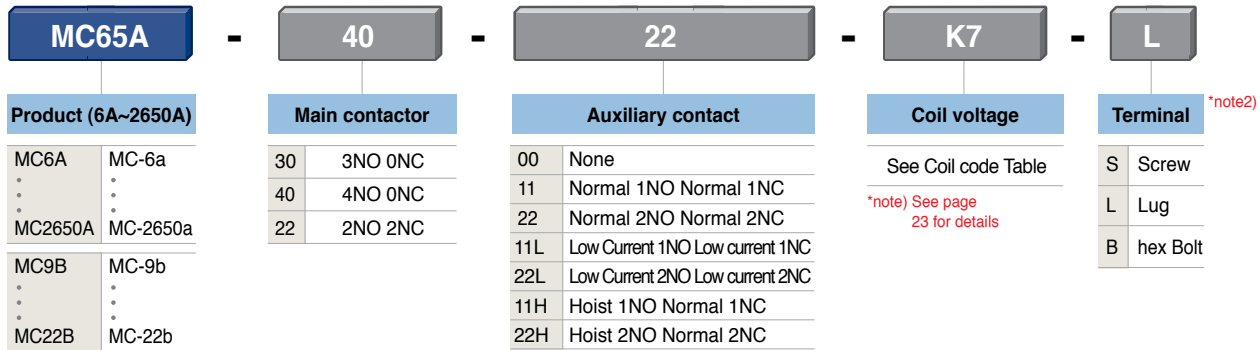 MC65A - 40 - 22 - K7 - L
Product (6A~2650A)
MC6A MC-6a
MC2650A MC-2650a
MC9B MC-9b
MC22B MC-22b
Main contactor
30 3NO 0NC
40 4NO 0NC
22 2NO 2NC
Auxiliary contact
00 None
11 Normal 1NO Normal 1NC
22 Normal 2NO Normal 2NC
11L Low Current 1NO Low current 1NC
22L Low Current 2NO Low current 2NC
11H Hoist 1NO Normal 1NC
22H Hoist 2NO Normal 2NC
Coil voltage
See Coil code Table
*note) See page
23 for details
Terminal *note2)
S Screw
L Lug
B hex Bolt